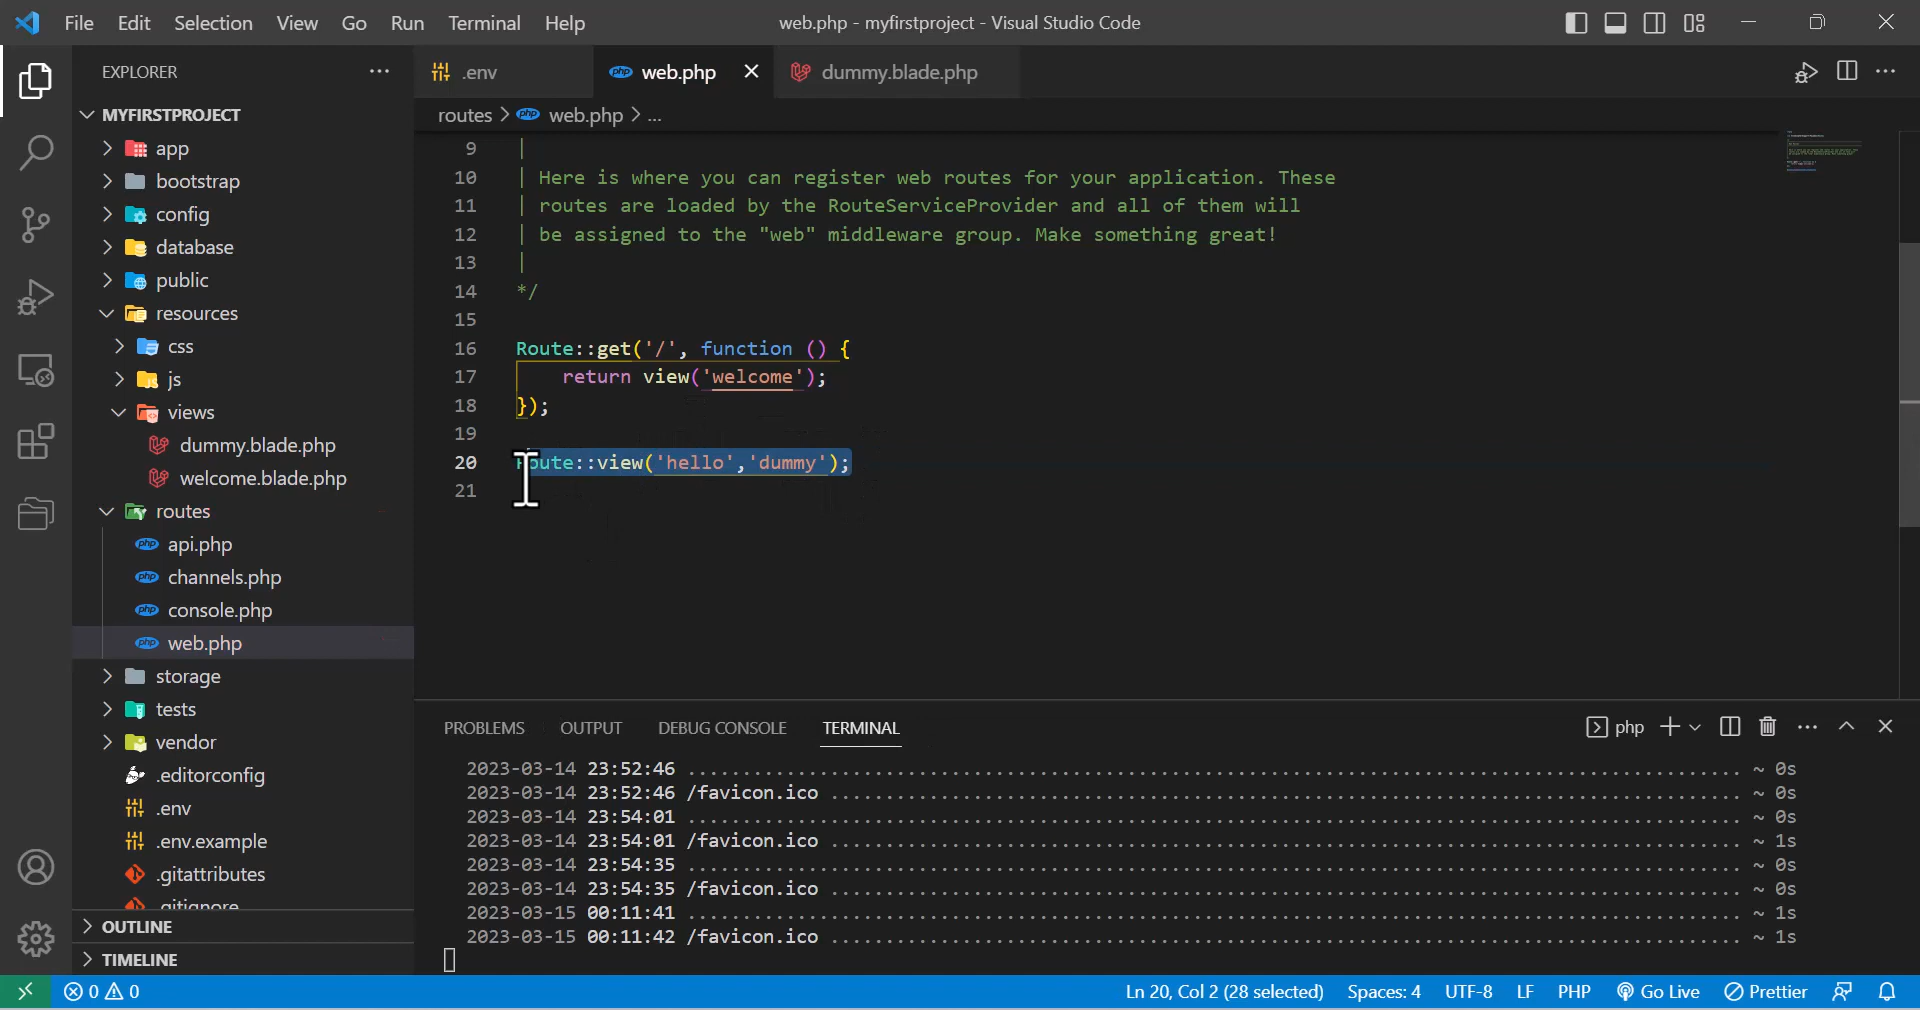 File Edit Selection View Go Run Terminal Help
web.php - myfirstproject - Visual Studio Code
EXPLORER
MYFIRSTPROJECT
app
bootstrap
config
database
public
resources
css
js
views
dummy.blade.php
welcome.blade.php
routes
api.php
channels.php
console.php
web.php
storage
tests
vendor
.editorconfig
.env
.env.example
.gitattributes
.gitignore
OUTLINE
TIMELINE
.env web.php dummy.blade.php
routes > web.php > ...
9 |
10 | Here is where you can register web routes for your application. These
11 | routes are loaded by the RouteServiceProvider and all of them will
12 | be assigned to the "web" middleware group. Make something great!
13 |
14 */
15
16 Route::get('/', function () {
17 return view('welcome');
18 });
19
20 Route::view('hello','dummy');
21
PROBLEMS OUTPUT DEBUG CONSOLE TERMINAL
php
2023-03-14 23:52:46 ........................................ ~ 0s
2023-03-14 23:52:46 /favicon.ico ........................................ ~ 0s
2023-03-14 23:54:01 ........................................ ~ 0s
2023-03-14 23:54:01 /favicon.ico ........................................ ~ 1s
2023-03-14 23:54:35 ........................................ ~ 0s
2023-03-14 23:54:35 /favicon.ico ........................................ ~ 0s
2023-03-15 00:11:41 ........................................ ~ 1s
2023-03-15 00:11:42 /favicon.ico ........................................ ~ 1s
0 0 Ln 20, Col 2 (28 selected) Spaces: 4 UTF-8 LF PHP Go Live Prettier